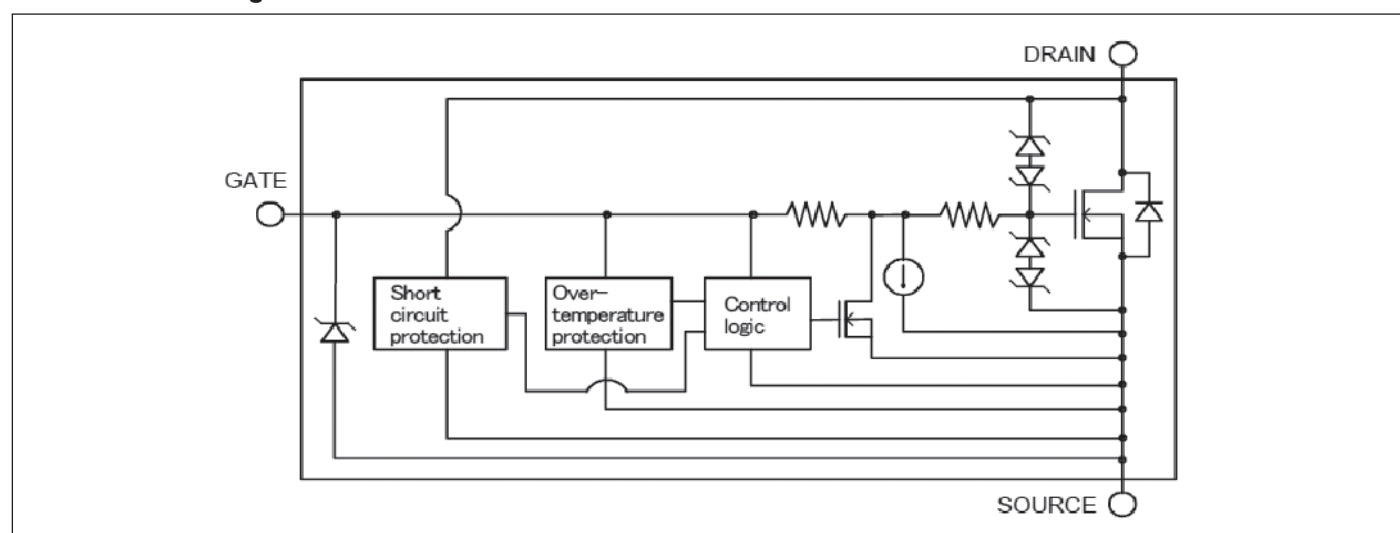 DRAIN
GATE
Short
circuit
protection
Over-
temperature
protection
Control
logic
SOURCE